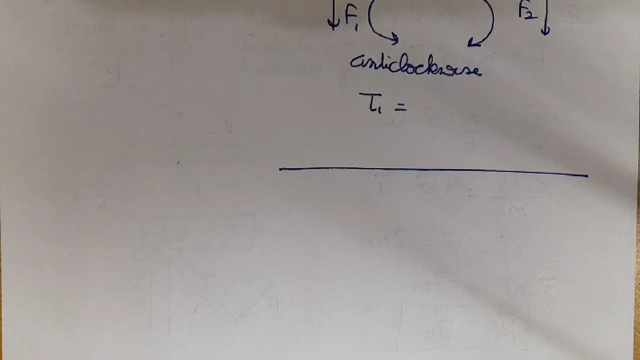 F₁ F₂
anticlockwise
τ₁ =